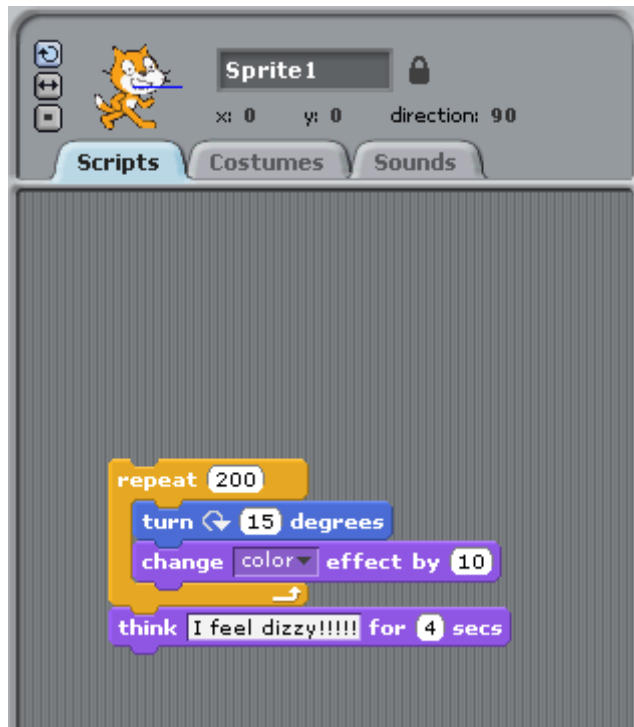 Sprite1
x: 0 y: 0 direction: 90
Scripts Costumes Sounds
repeat 200
turn 15 degrees
change color effect by 10
think I feel dizzy!!!!! for 4 secs